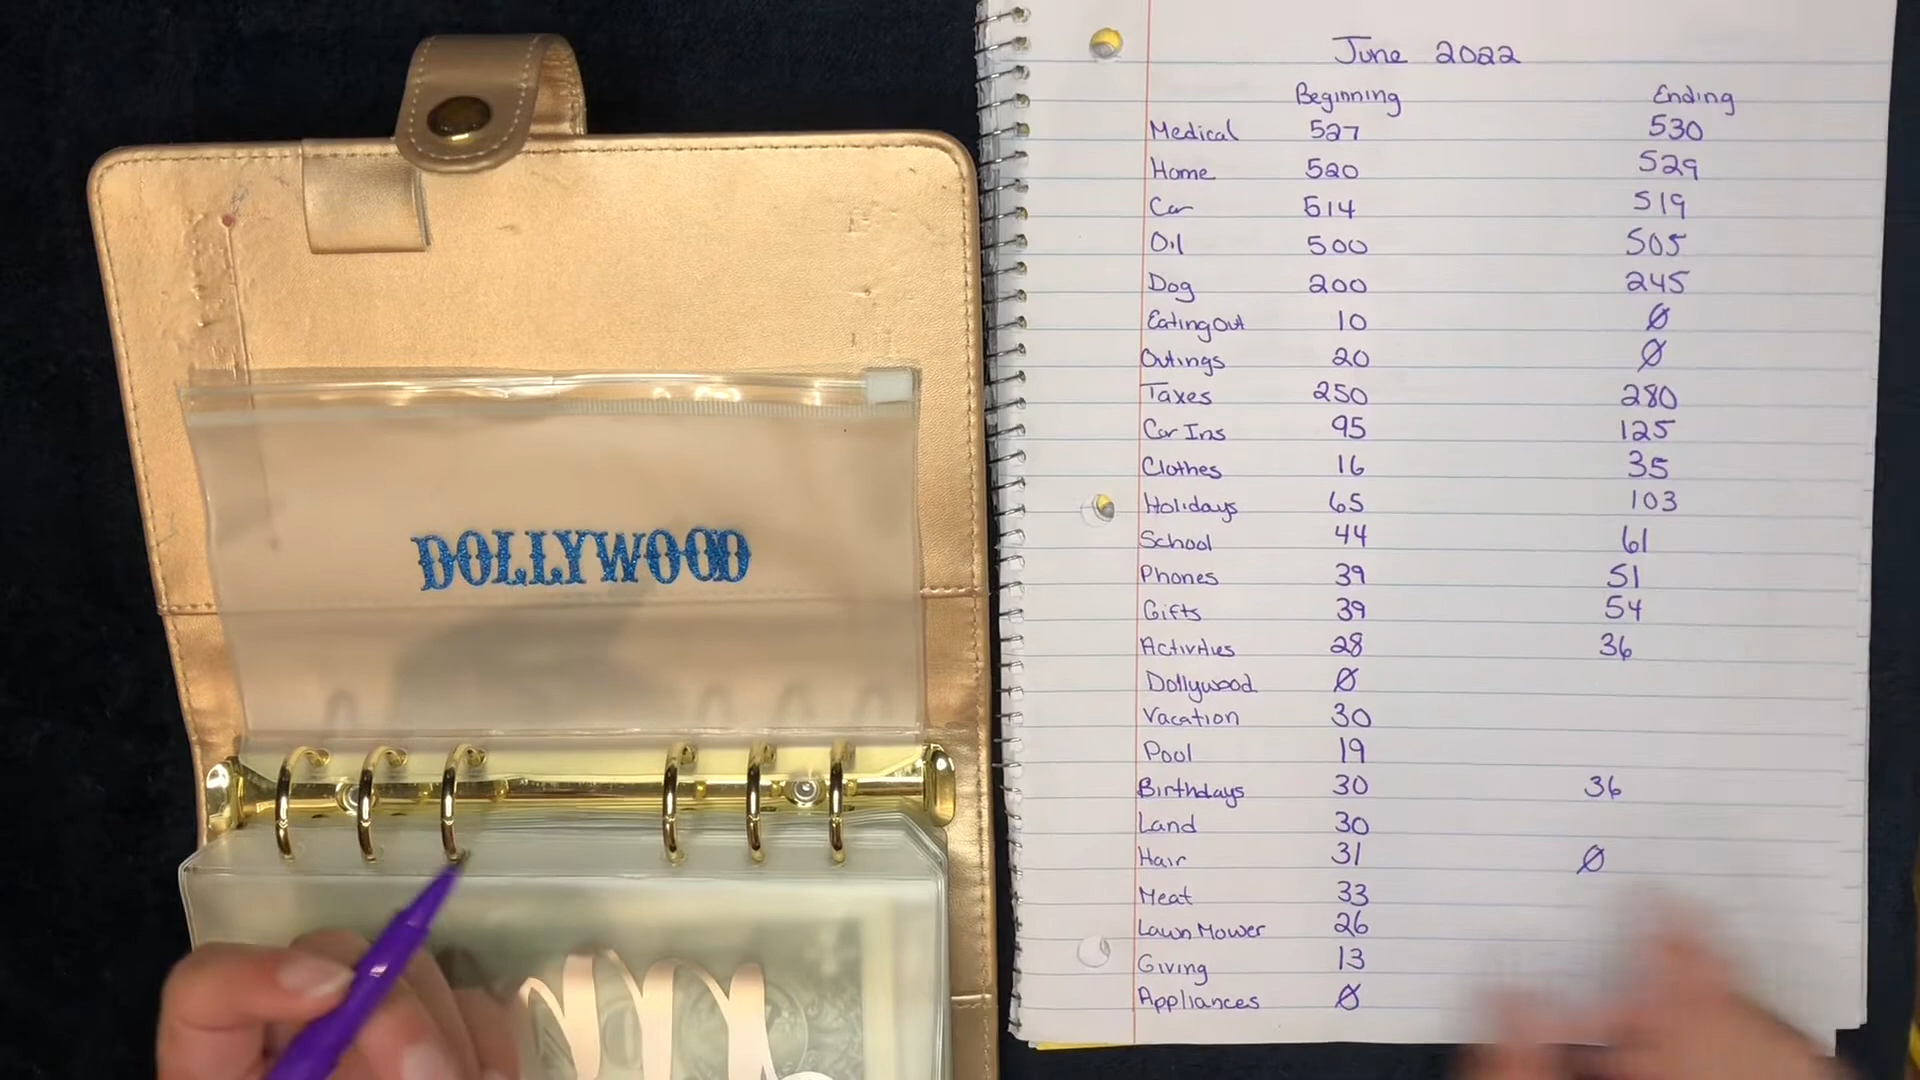 DOLLYWOOD
June 2022
Beginning Ending
Medical 527 530
Home 520 529
Car 514 519
Oil 500 505
Dog 200 245
Eating Out 10 Ø
Outings 20 Ø
Taxes 250 280
Car Ins 95 125
Clothes 16 35
Holidays 65 103
School 44 61
Phones 39 51
Gifts 39 54
Activities 28 36
Dollywood Ø
Vacation 30
Pool 19
Birthdays 30 36
Land 30
Hair 31 Ø
Meat 33
Lawn Mower 26
Giving 13
Appliances Ø